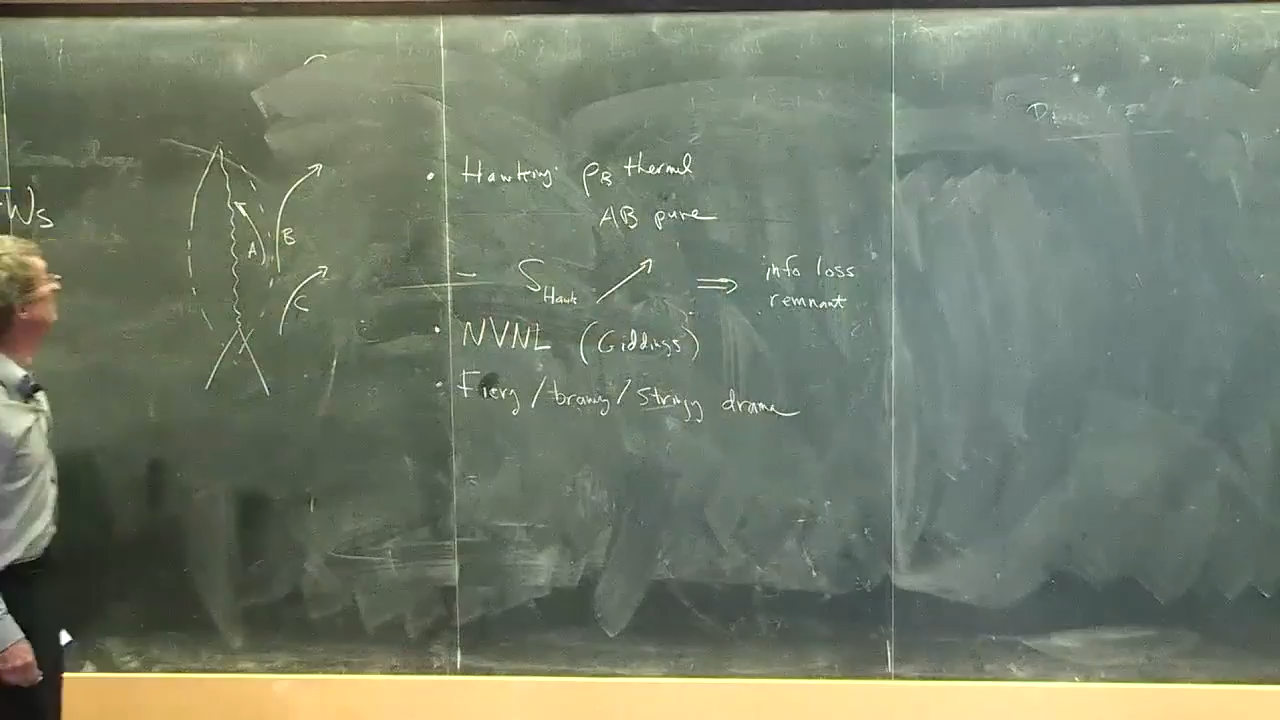 Ws
A
B
C
• Hawking: ρ_B thermal
AB pure
- S_Hawk ↗ ⇒ info loss
remnant
• NVNL (Giddings)
• Fiery / brany / Stringy drama